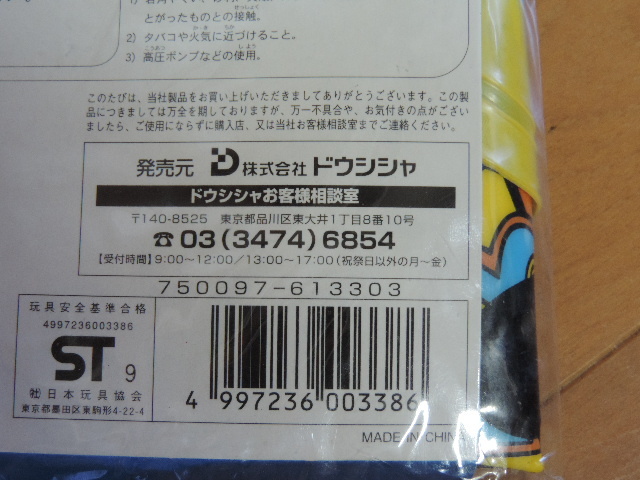 とがったものとの接触。
2) タバコや火気に近づけること。
3) 高圧ポンプなどの使用。
このたびは、当社製品をお買い上げいただきましてありがとうございます。この製
品につきましては万全を期しておりますが、万一不具合や、お気付きの点がござい
ましたら、ご使用にならずに購入店、又は当社お客様相談室までご連絡ください。
発売元 株式会社 ドウシシャ
ドウシシャお客様相談室
〒140-8525 東京都品川区東大井1丁目8番10号
☎ 03 (3474) 6854
【受付時間】9:00~12:00/13:00~17:00(祝祭日以外の月~金)
750097-613303
玩具安全基準合格
4997236003386
ST 9
㈳日本玩具協会
東京都墨田区東駒形4-22-4
4 997236 003386
MADE IN CHINA